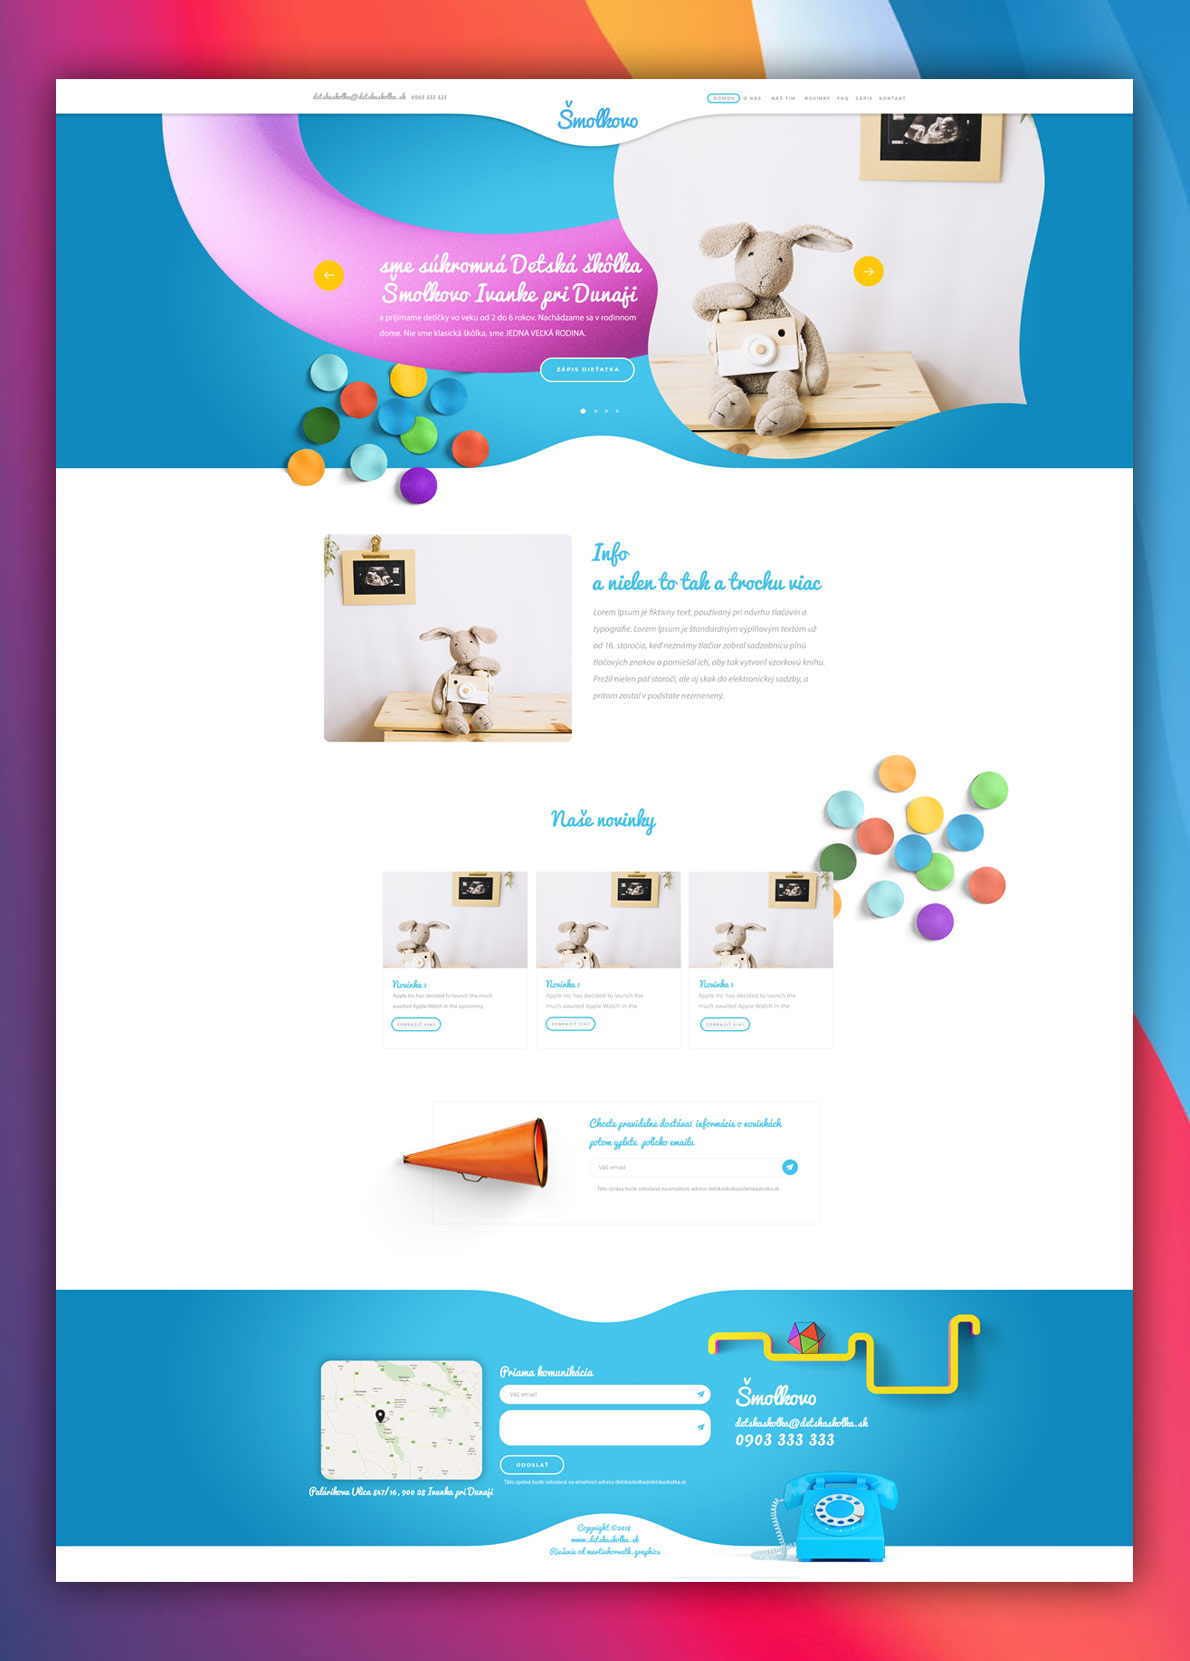 detskaskolka@detskaskolka.sk 0903 333 333
Šmolkovo
DOMOV O NÁS NÁŠ TIM NOVINKY FAQ ZÁPIS KONTAKT
sme súkromná Detská škôlka
Šmolkovo Ivanke pri Dunaji
a prijímame detičky vo veku od 2 do 6 rokov. Nachádzame sa v rodinnom
dome. Nie sme klasická škôlka, sme JEDNA VEĽKÁ RODINA.
ZÁPIS DIEŤATKA
Info
a nielen to tak a trochu viac
Lorem Ipsum je fiktívny text, používaný pri návrhu tlačovín a
typografie. Lorem Ipsum je štandardným výplňovým textom už
od 16. storočia, keď neznámy tlačiar zobral sadzobnicu plnú
tlačových znakov a pomiešal ich, aby tak vytvoril vzorkovú knihu.
Prežil nielen päť storočí, ale aj skok do elektronickej sadzby, a
pritom zostal v podstate nezmenený.
Naše novinky
Novinka 1
Apple Inc has decided to launch the much
awaited Apple Watch in the upcoming
ZOBRAZIŤ VIAC
Novinka 1
Apple Inc has decided to launch the
much awaited Apple Watch in the
ZOBRAZIŤ VIAC
Novinka 1
Apple Inc has decided to launch the
much awaited Apple Watch in the
ZOBRAZIŤ VIAC
Chcete pravidelne dostávať informácie o novinkách
potom vyplnte políčko emailu
Váš email
Táto správa bude odoslaná na emailovú adresu detskaskolka@detskaskolka.sk
Palárikova Ulica 847/16, 900 28 Ivanka pri Dunaji
Priama komunikácia
Váš email
ODOSLAŤ
Táto správa bude odoslaná na emailovú adresu detskaskolka@detskaskolka.sk
Šmolkovo
detskaskolka@detskaskolka.sk
0903 333 333
Copyright ©2018
www.detskaskolka.sk
Riešenie od martinhorvath.graphics